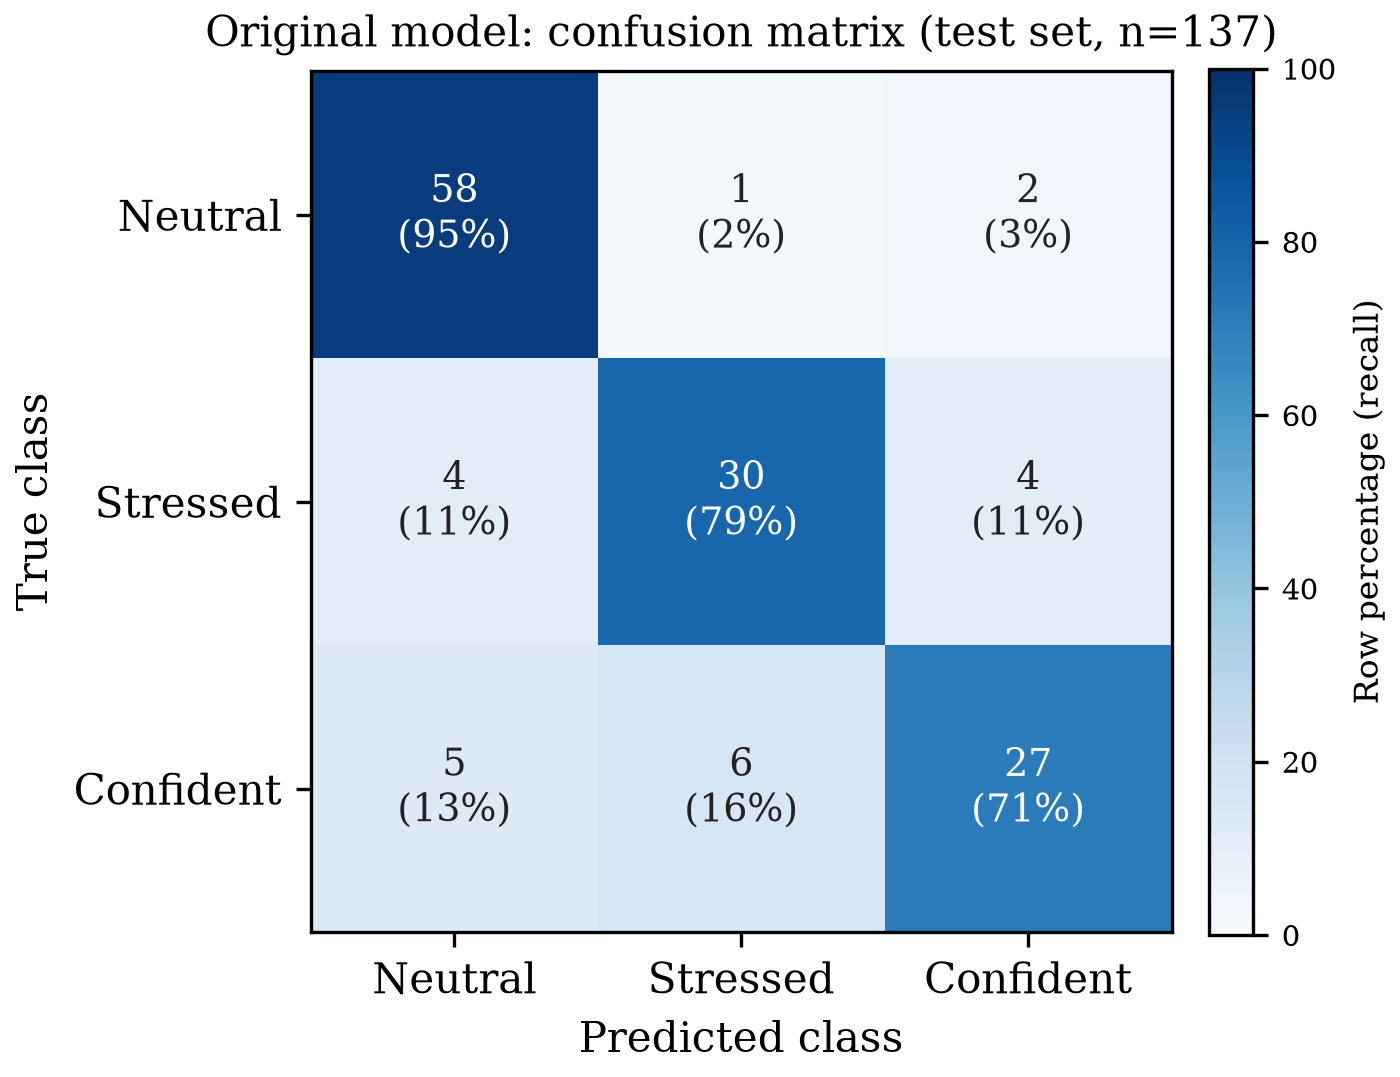 Original model: confusion matrix (test set, n=137)
True class
Neutral
58
(95%)
1
(2%)
2
(3%)
Stressed
4
(11%)
30
(79%)
4
(11%)
Confident
5
(13%)
6
(16%)
27
(71%)
Neutral
Stressed
Confident
Predicted class
100
80
60
40
20
0
Row percentage (recall)